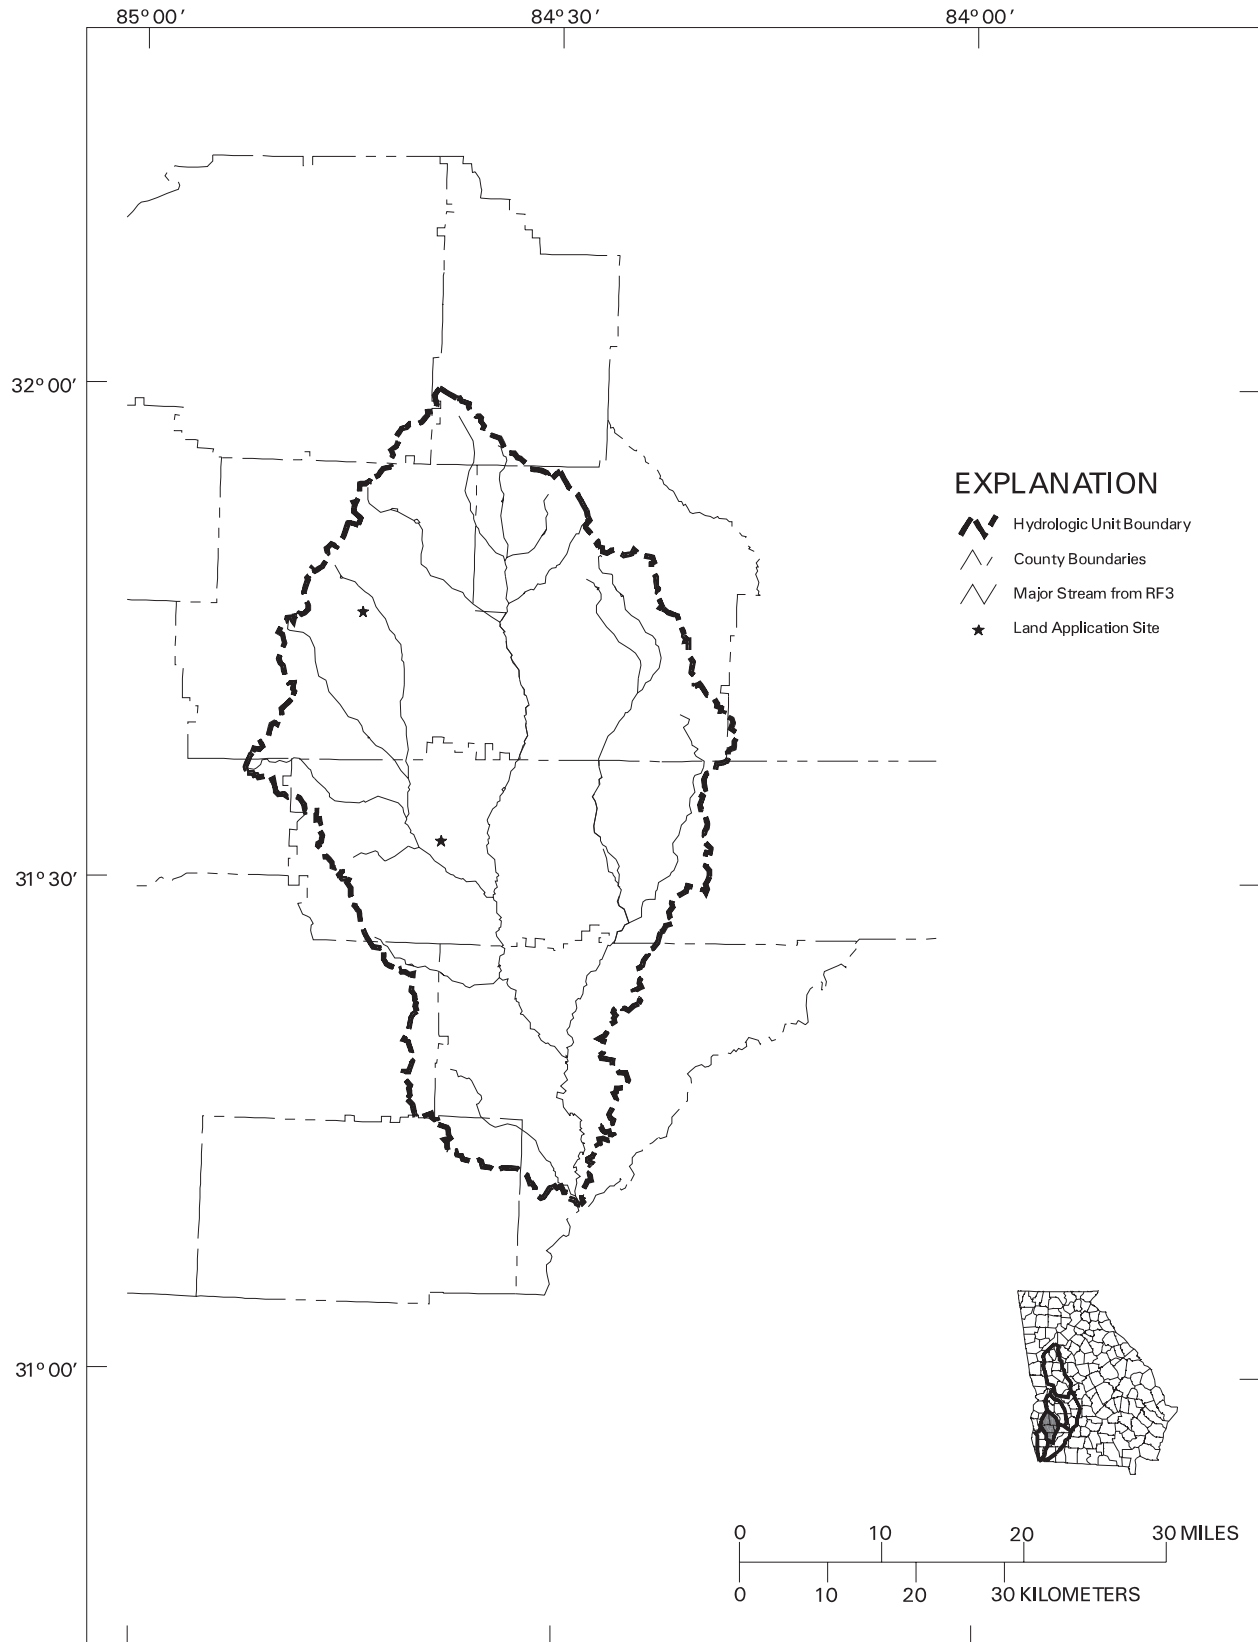 85°00′ 84°30′ 84°00′
32°00′
EXPLANATION
Hydrologic Unit Boundary
County Boundaries
Major Stream from RF3
Land Application Site
31°30′
31°00′
0 10 20 30 MILES
0 10 20 30 KILOMETERS